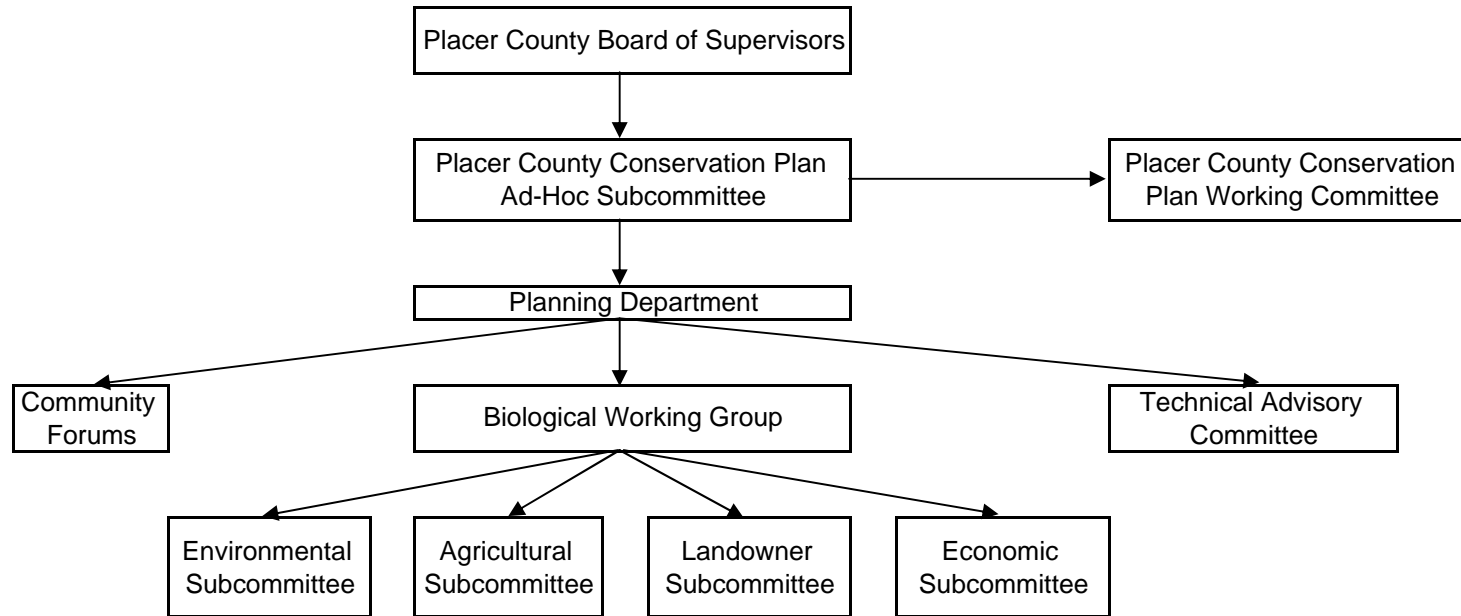 Placer County Board of Supervisors
Placer County Conservation Plan
Ad-Hoc Subcommittee
Placer County Conservation
Plan Working Committee
Planning Department
Community
Forums
Biological Working Group
Technical Advisory
Committee
Environmental
Subcommittee
Agricultural
Subcommittee
Landowner
Subcommittee
Economic
Subcommittee